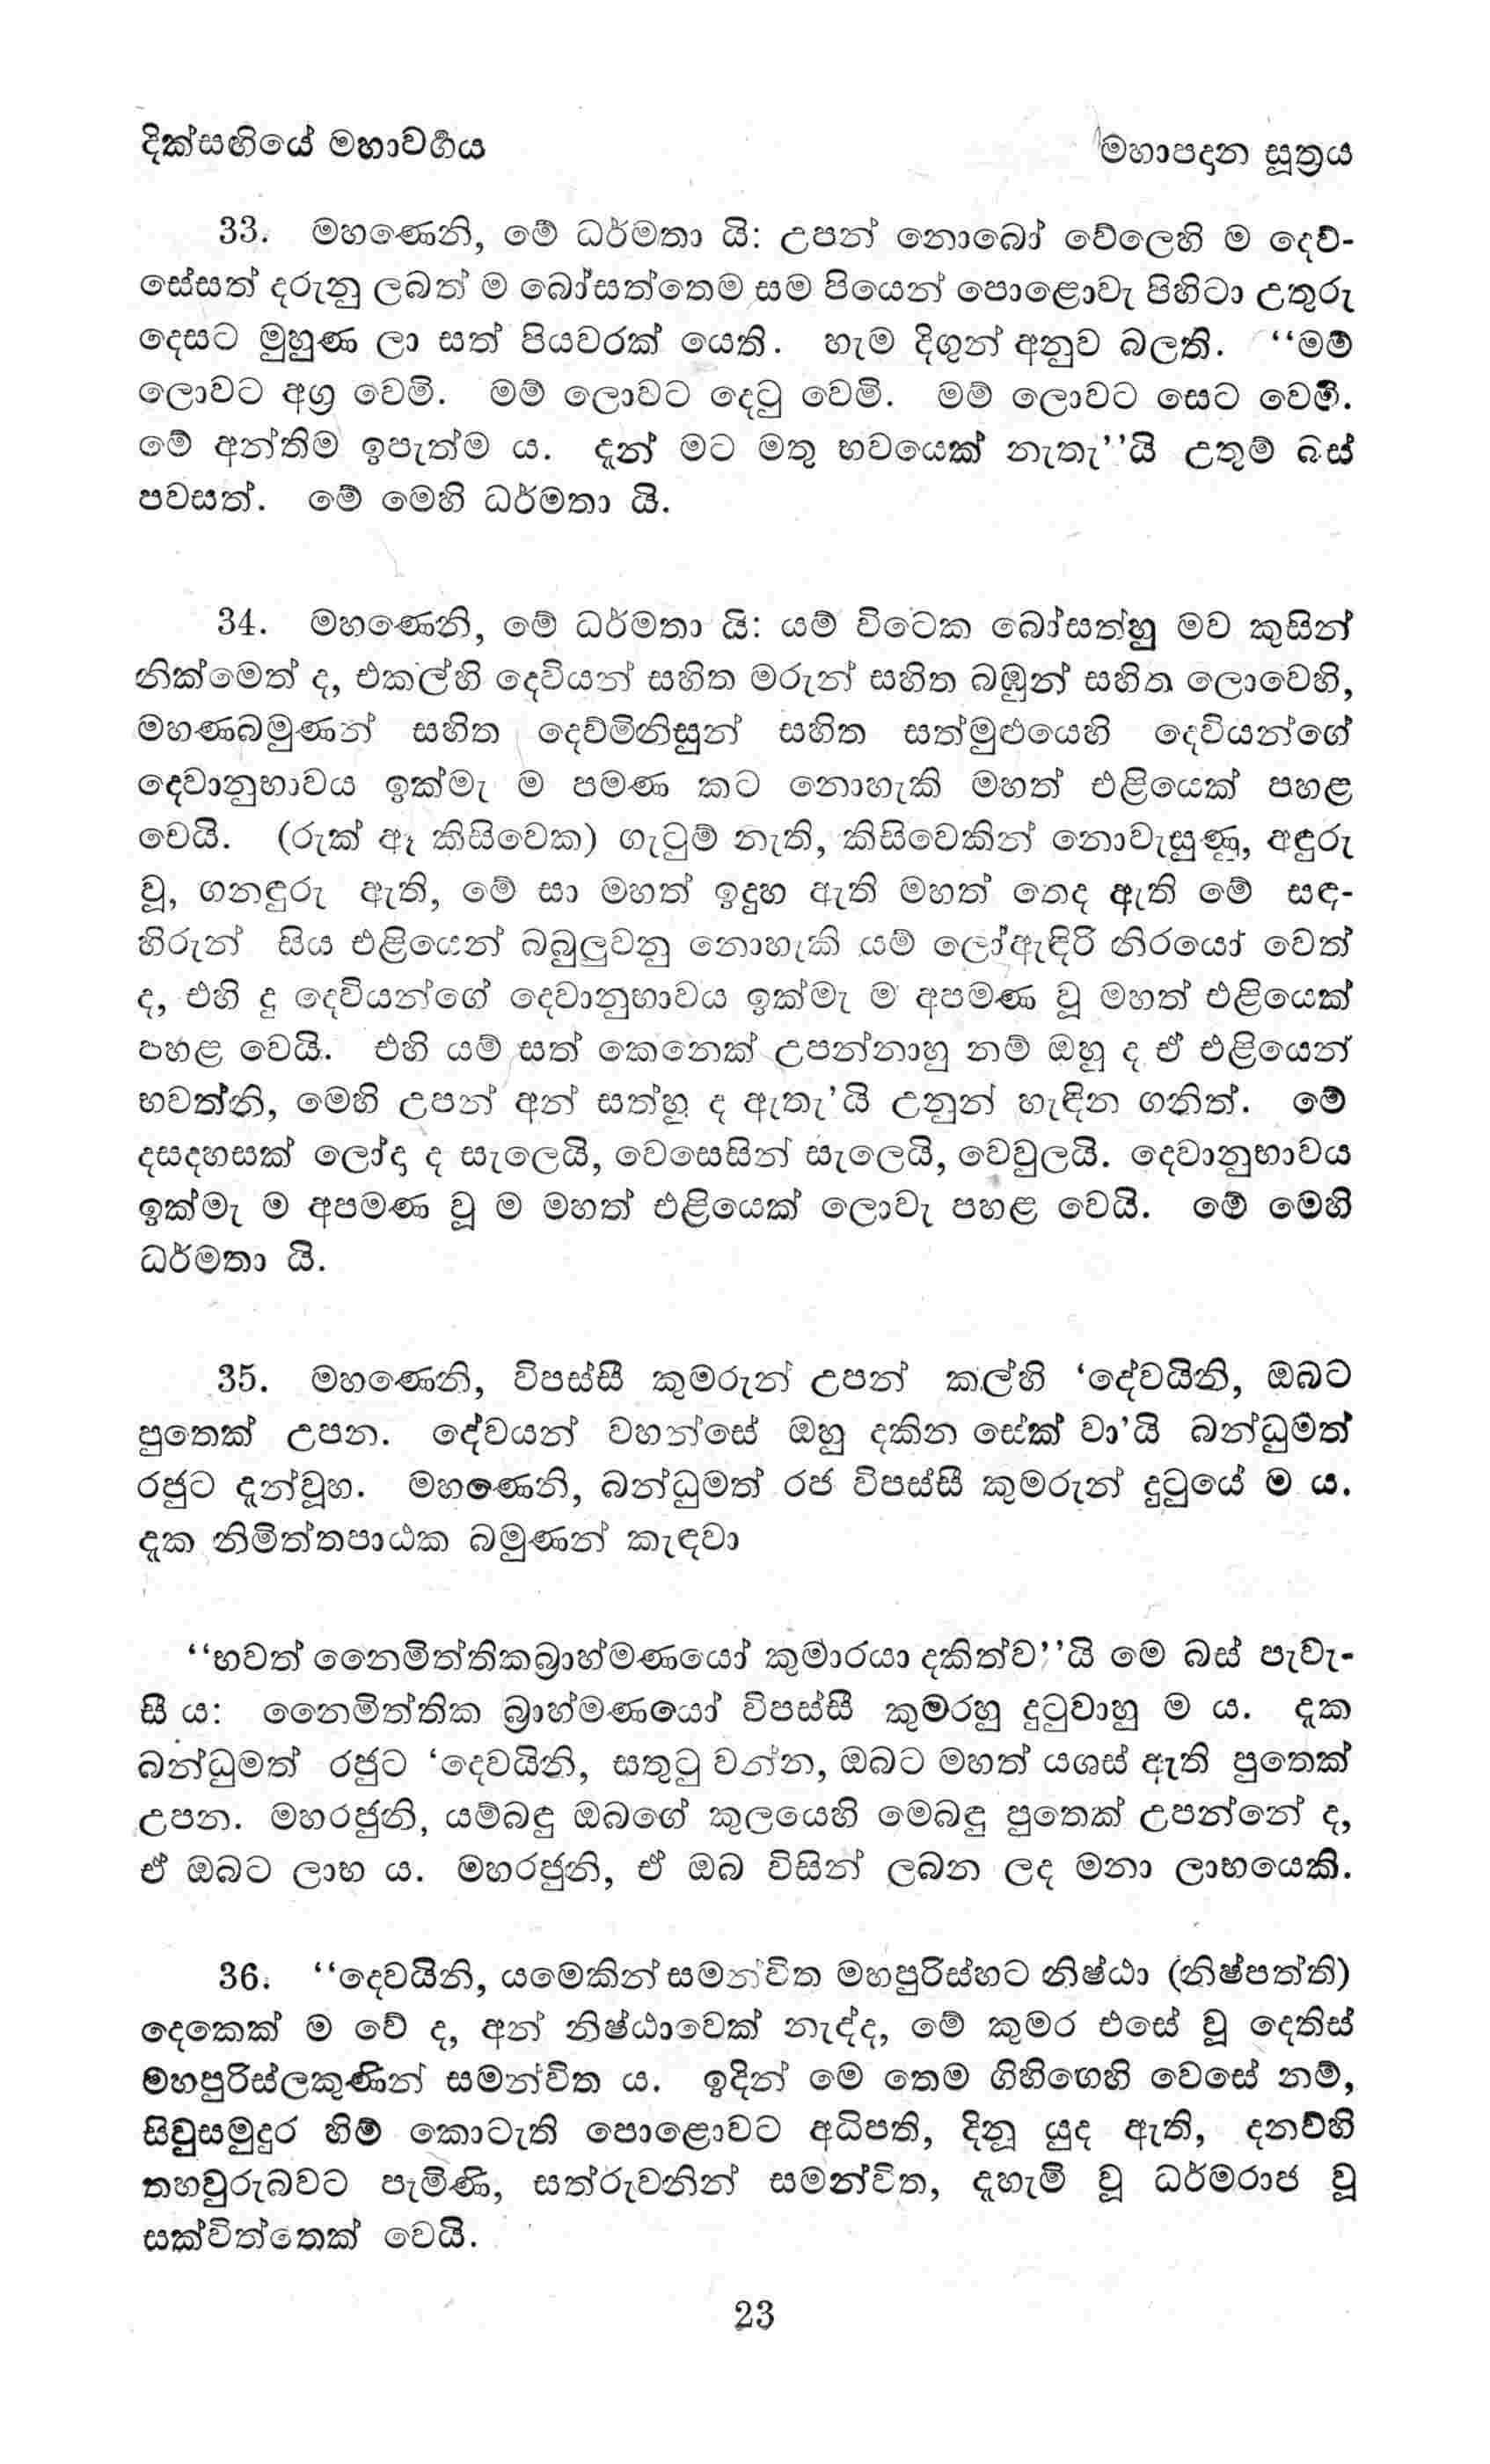 දික්සඟියේ මහාවර්‍ගය
මහාපදාන සූත්‍රය
33. මහණෙනි, මේ ධර්මතා යි: උපන් නොබෝ වේලෙහි ම දෙව්-
සේසත් දරුනු ලබත් ම බෝසත්තෙම සම පියෙන් පොළොවැ පිහිටා උතුරු
දෙසට මුහුණ ලා සත් පියවරක් යෙති. හැම දිගුන් අනුව බලති. “මම්
ලොවට අග්‍ර වෙමි. මම් ලොවට දෙටු වෙමි. මම් ලොවට සෙට වෙමි.
මේ අන්තිම ඉපැත්ම ය. දැන් මට මතු භවයෙක් නැතැ”යි උතුම් බස්
පවසත්. මේ මෙහි ධර්මතා යි.
34. මහණෙනි, මේ ධර්මතා යි: යම් විටෙක බෝසත්හු මව කුසින්
නික්මෙත් ද, එකල්හි දෙවියන් සහිත මරුන් සහිත බඹුන් සහිත ලොවෙහි,
මහණබමුණන් සහිත දෙව්මිනිසුන් සහිත සත්මුළුයෙහි දෙවියන්ගේ
දෙවානුභාවය ඉක්මැ ම පමණ කට නොහැකි මහත් එළියෙක් පහළ
වෙයි. (රුක් ඈ කිසිවෙක) ගැටුම් නැති, කිසිවෙකින් නොවැසුණු, අඳුරු
වූ, ගනඳුරු ඇති, මේ සා මහත් ඉදුහ ඇති මහත් තෙද ඇති මේ සඳ-
හිරුන් සිය එළියෙන් බබුලුවනු නොහැකි යම් ලෝඇඳිරි නිරයෝ වෙත්
ද, එහි දු දෙවියන්ගේ දෙවානුභාවය ඉක්මැ ම අපමණ වූ මහත් එළියෙක්
පහළ වෙයි. එහි යම් සත් කෙනෙක් උපන්නාහු නම් ඔහු ද ඒ එළියෙන්
භවත්නි, මෙහි උපන් අන් සත්හු ද ඇතැ’යි උනුන් හැඳින ගනිත්. මේ
දසදහසක් ලෝදා ද සැලෙයි, වෙසෙසින් සැලෙයි, වෙවුලයි. දෙවානුභාවය
ඉක්මැ ම අපමණ වූ ම මහත් එළියෙක් ලොවැ පහළ වෙයි. මේ මෙහි
ධර්මතා යි.
35. මහණෙනි, විපස්සී කුමරුන් උපන් කල්හි ‘දේවයිනි, ඔබට
පුතෙක් උපන. දේවයන් වහන්සේ ඔහු දකින සේක් වා’යි බන්ධුමත්
රජුට දැන්වූහ. මහණෙනි, බන්ධුමත් රජ විපස්සී කුමරුන් දුටුයේ ම ය.
දැක නිමිත්තපාඨක බමුණන් කැඳවා
“භවත් නෛමිත්තිකබ්‍රාහ්මණයෝ කුමාරයා දකිත්ව”යි මෙ බස් පැවැ-
සී ය: නෛමිත්තික බ්‍රාහ්මණයෝ විපස්සී කුමරහු දුටුවාහු ම ය. දැක
බන්ධුමත් රජුට ‘දෙවයිනි, සතුටු වන්න, ඔබට මහත් යශස් ඇති පුතෙක්
උපන. මහරජුනි, යම්බඳු ඔබගේ කුලයෙහි මෙබඳු පුතෙක් උපන්නේ ද,
ඒ ඔබට ලාභ ය. මහරජුනි, ඒ ඔබ විසින් ලබන ලද මනා ලාභයෙකි.
36. “දෙවයිනි, යමෙකින් සමන්විත මහපුරිස්හට නිෂ්ඨා (නිෂ්පත්ති)
දෙකෙක් ම වේ ද, අන් නිෂ්ඨාවෙක් නැද්ද, මේ කුමර එසේ වූ දෙතිස්
මහපුරිස්ලකුණින් සමන්විත ය. ඉදින් මෙ තෙම ගිහිගෙහි වෙසේ නම්,
සිවුසමුදුර හිම් කොටැති පොළොවට අධිපති, දිනූ යුද ඇති, දනව්හි
තහවුරුබවට පැමිණි, සත්රුවනින් සමන්විත, දැහැමි වූ ධර්මරාජ වූ
සක්විත්තෙක් වෙයි.
23